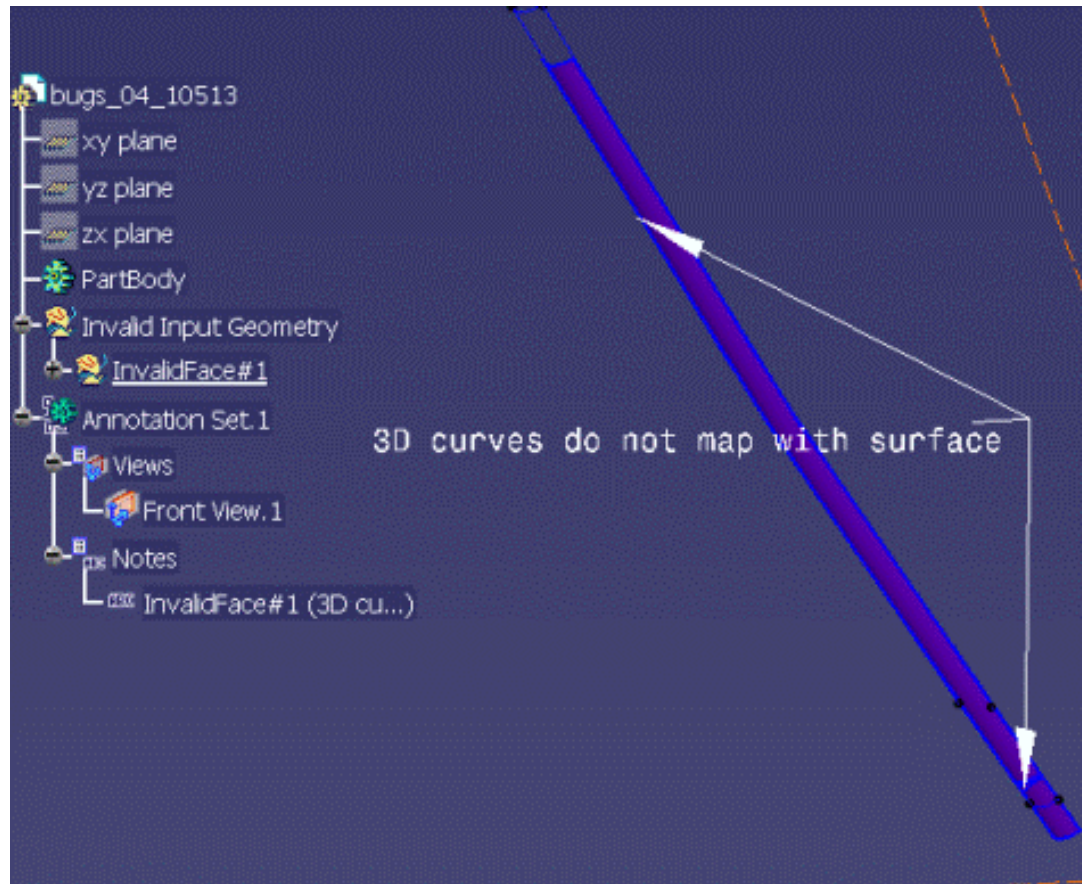 bugs_04_10513
xy plane
yz plane
zx plane
PartBody
Invalid Input Geometry
InvalidFace#1
Annotation Set.1
3D curves do not map with surface
Views
Front View.1
Notes
InvalidFace#1 (3D cu...)